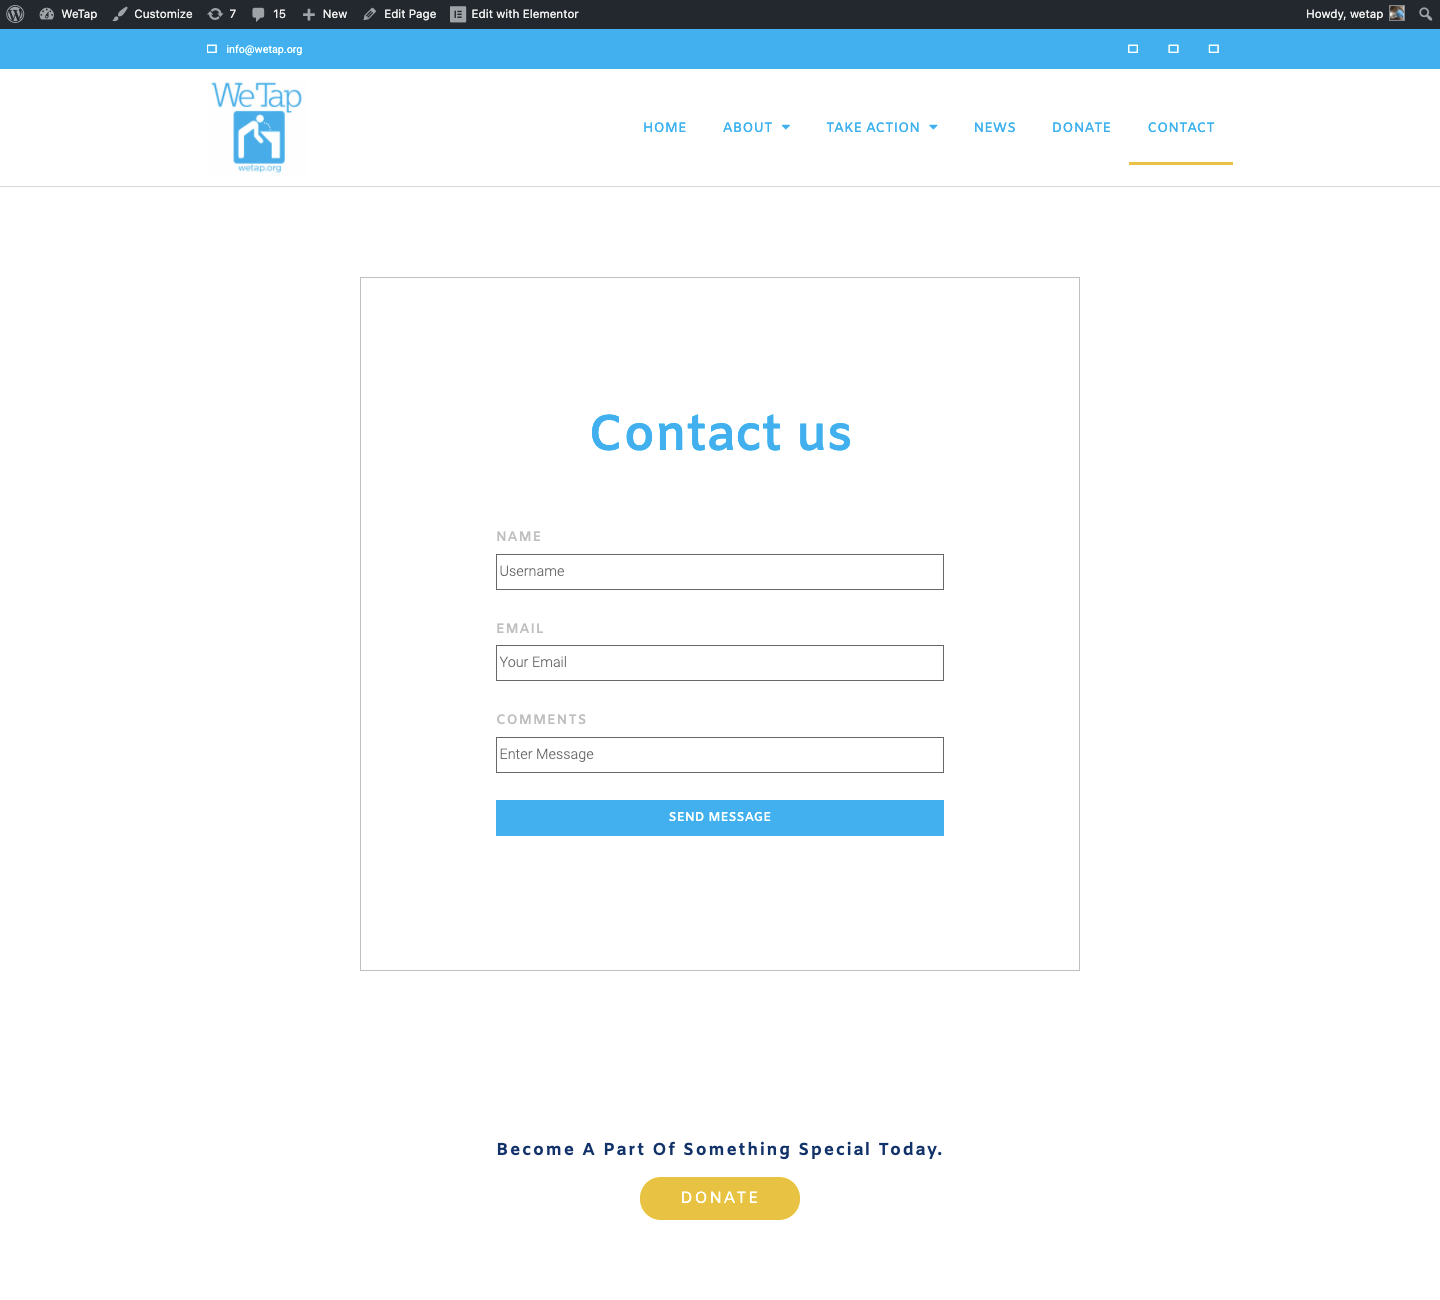 WeTap Customize 7 15 New Edit Page Edit with Elementor Howdy, wetap
info@wetap.org
WeTap
wetap.org
HOME ABOUT TAKE ACTION NEWS DONATE CONTACT
Contact us
NAME
Username
EMAIL
Your Email
COMMENTS
Enter Message
SEND MESSAGE
Become A Part Of Something Special Today.
DONATE